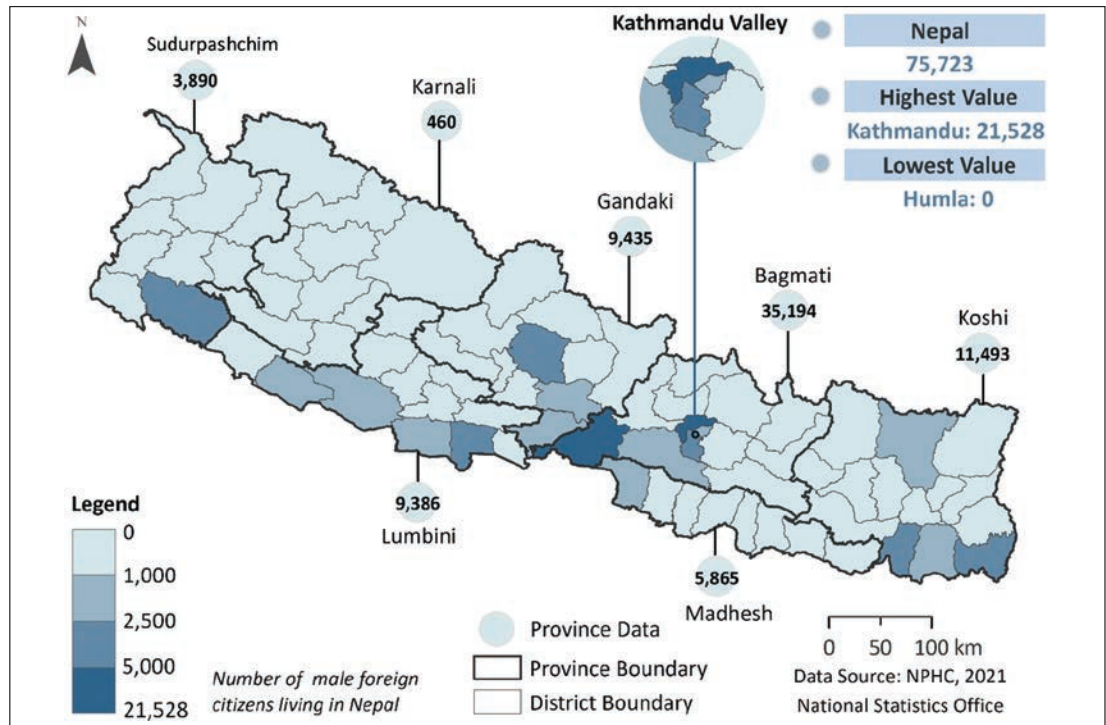 N
Sudurpashchim
3,890
Karnali
460
Kathmandu Valley
Nepal
75,723
Highest Value
Kathmandu: 21,528
Lowest Value
Humla: 0
Gandaki
9,435
Bagmati
35,194
Koshi
11,493
9,386
Lumbini
5,865
Madhesh
Legend
0
1,000
2,500
5,000
21,528
Number of male foreign
citizens living in Nepal
Province Data
Province Boundary
District Boundary
0 50 100 km
Data Source: NPHC, 2021
National Statistics Office